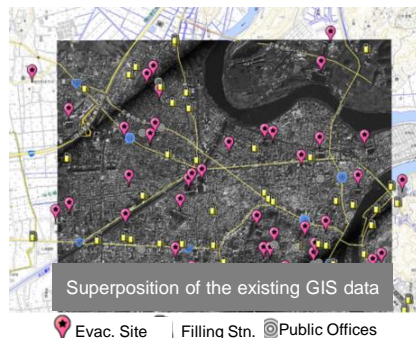 Superposition of the existing GIS data
Evac. Site Filling Stn. Public Offices